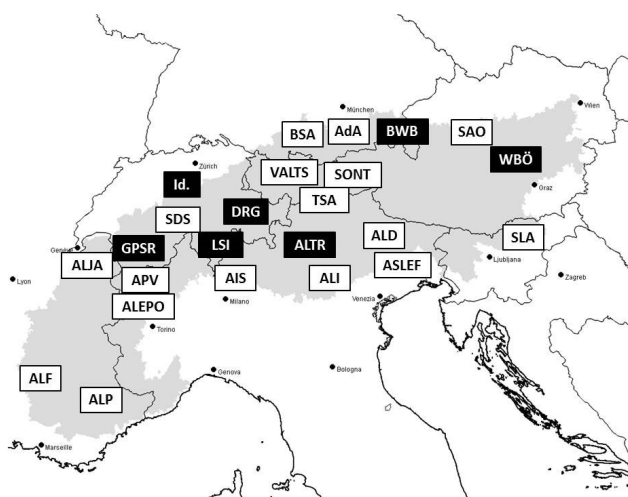 München
Wien
BSA
AdA
BWB
SAO
WBÖ
Zürich
VALTS
SONT
Id.
TSA
Graz
SDS
DRG
Genève
GPSR
LSI
ALTR
ALD
SLA
Ljubljana
ALJA
APV
AIS
ALI
ASLEF
Zagreb
Lyon
ALEPO
Milano
Venezia
Torino
Genova
Bologna
ALF
ALP
Marseille